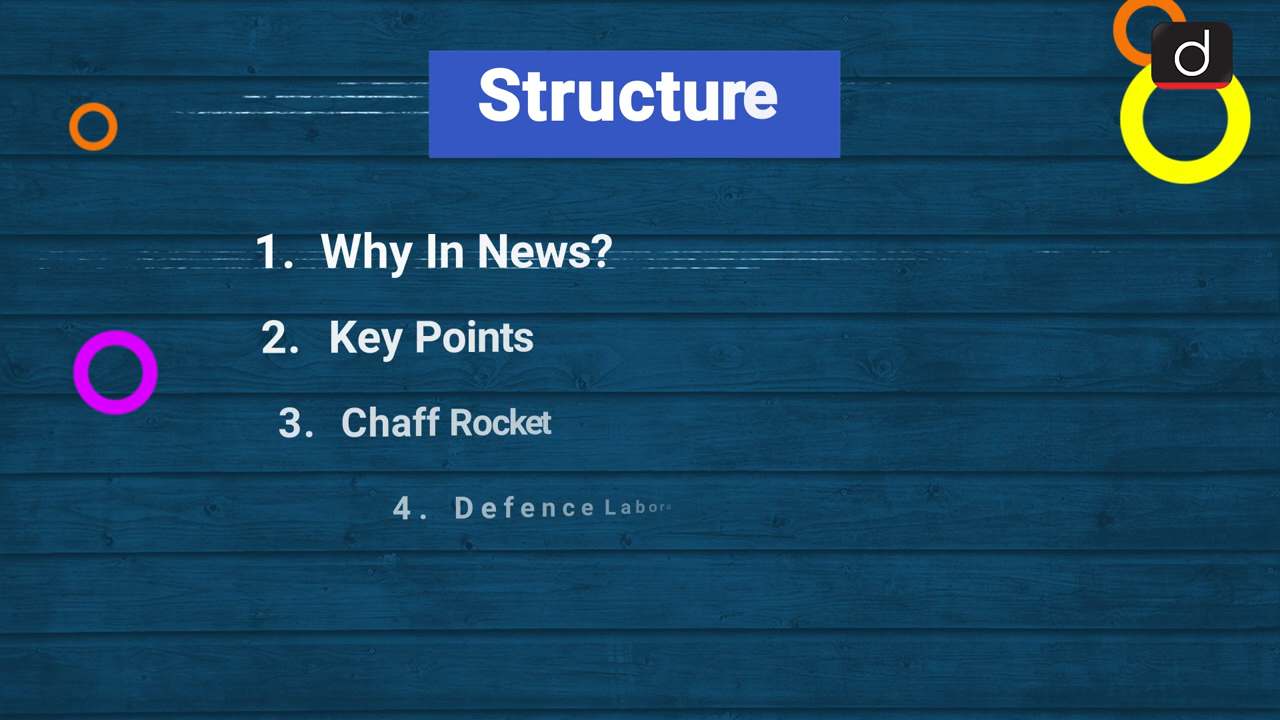 d
Structure
1. Why In News?
2. Key Points
3. Chaff Rocket
4. Defence